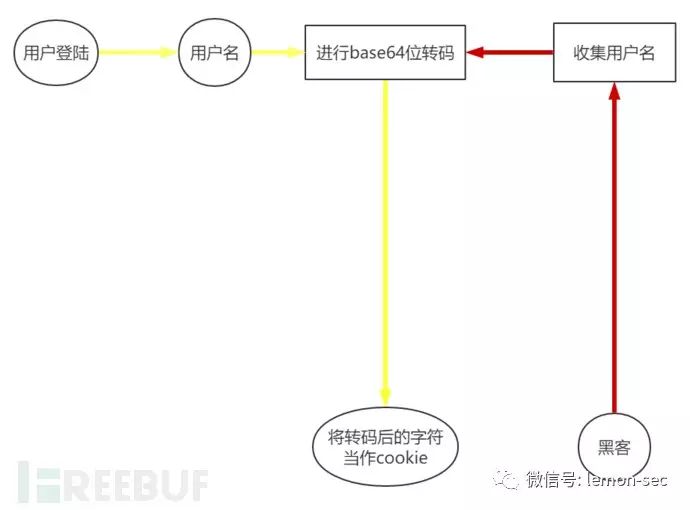 用户登陆
用户名
进行base64位转码
收集用户名
将转码后的字符
当作cookie
黑客
FREEBUF
微信号: lemon-sec